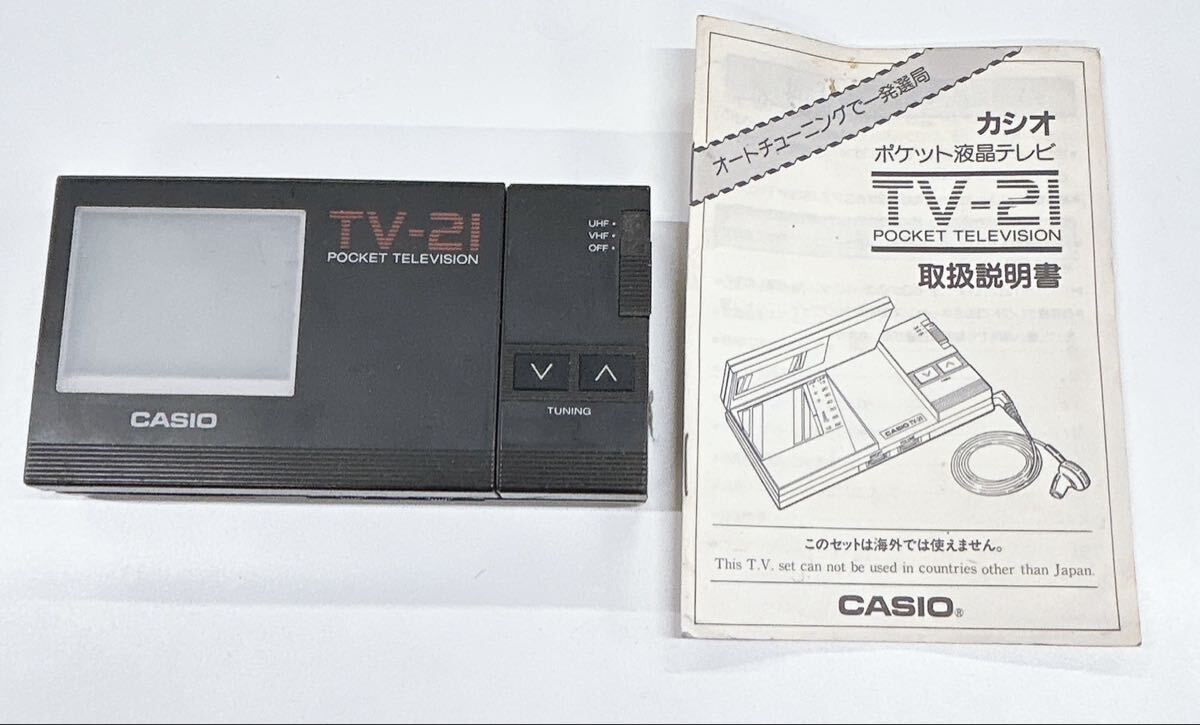 TV-21
POCKET TELEVISION
UHF
VHF
OFF
TUNING
CASIO
オートチューニングで一発選局
カシオ
ポケット液晶テレビ
TV-21
POCKET TELEVISION
取扱説明書
CASIO TV-21
このセットは海外では使えません。
This T.V. set can not be used in countries other than Japan.
CASIO®